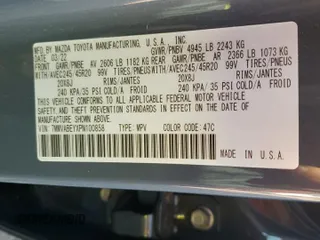 MFD. BY MAZDA TOYOTA MANUFACTURING, U.S.A., INC.
DATE: 03/22 GVWR/PNBV 4945 LB 2243 KG
FRONT: GAWR/PNBE AV 2606 LB 1182 KG REAR: GAWR/PNBE AR 2366 LB 1073 KG
TIRES/PNEUS WITH/AVEC245/45R20 99V TIRES/PNEUS WITH/AVEC245/45R20 99V
RIMS/JANTES RIMS/JANTES
20X8J 20X8J
240 KPA/35 PSI COLD/A FROID 240 KPA/35 PSI COLD/A FROID
THIS VEHICLE CONFORMS TO ALL APPLICABLE FEDERAL MOTOR VEHICLE
SAFETY, BUMPER, AND THEFT PREVENTION STANDARDS IN
EFFECT ON THE DATE OF MANUFACTURE SHOWN ABOVE.
VIN: 7MMVABEYXPN100858 TYPE: MPV COLOR CODE: 47C